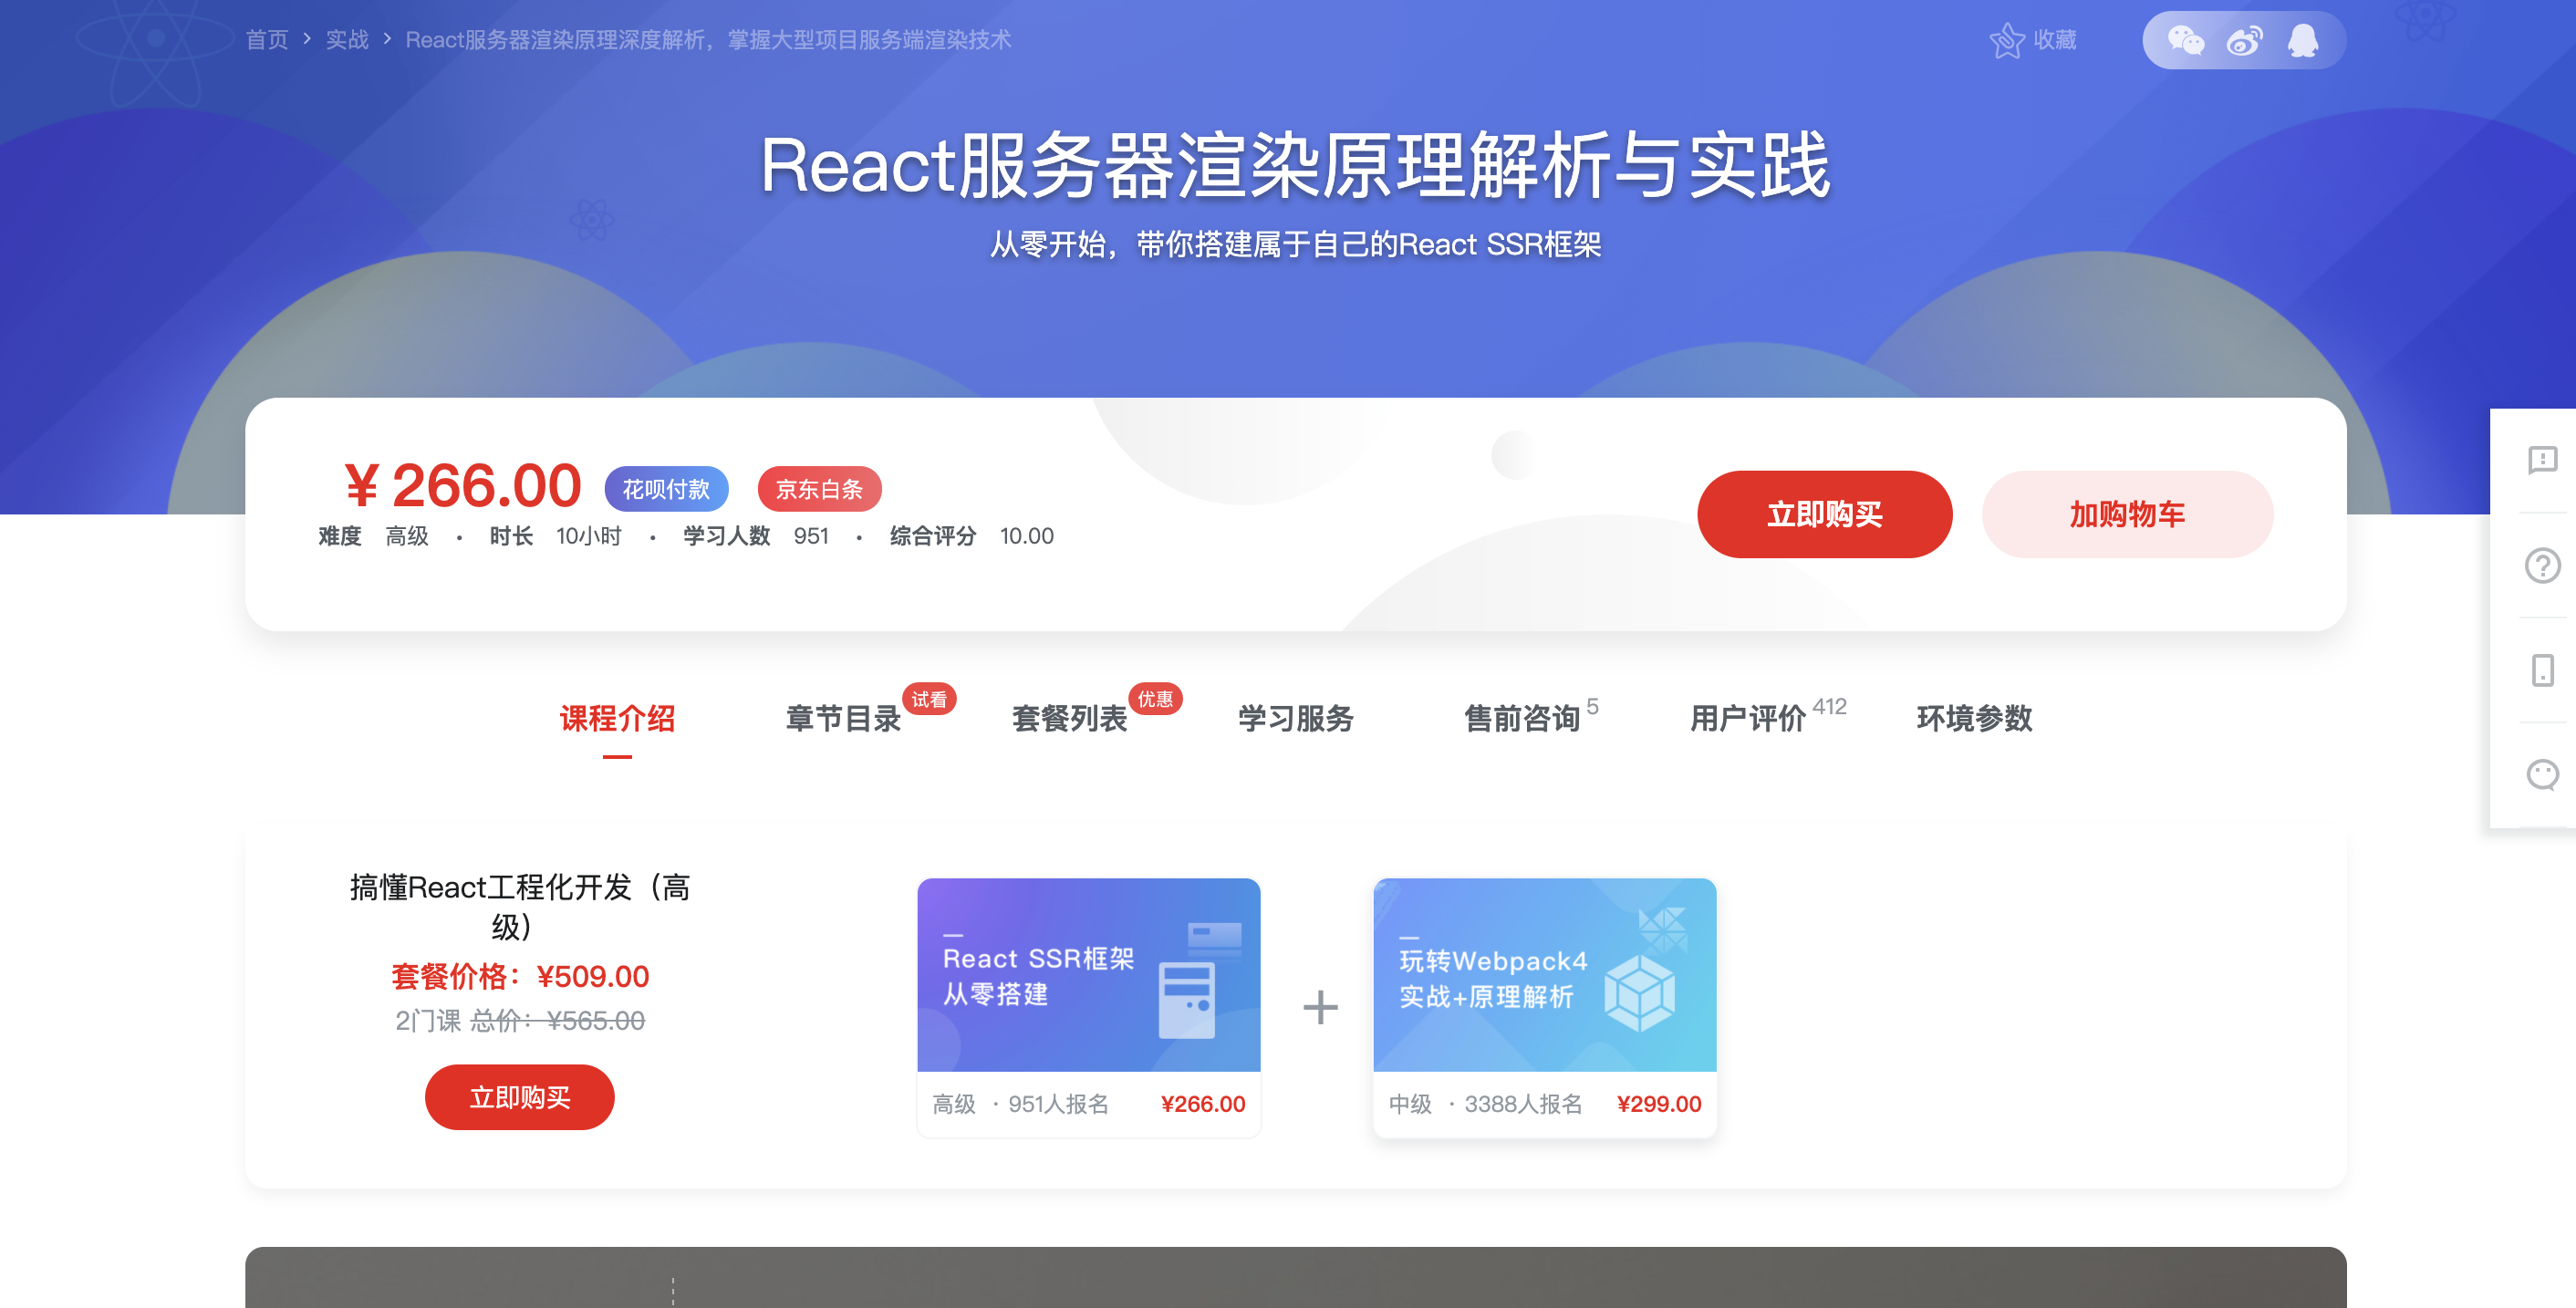 首页 > 实战 > React服务器渲染原理深度解析，掌握大型项目服务端渲染技术
收藏
React服务器渲染原理解析与实践
从零开始，带你搭建属于自己的React SSR框架
¥ 266.00 花呗付款 京东白条
难度 高级 · 时长 10小时 · 学习人数 951 · 综合评分 10.00
立即购买
加购物车
课程介绍
章节目录 试看
套餐列表 优惠
学习服务
售前咨询 5
用户评价 412
环境参数
搞懂React工程化开发（高
级）
套餐价格：¥509.00
2门课 总价：¥565.00
立即购买
React SSR框架
从零搭建
高级 · 951人报名 ¥266.00
+
玩转Webpack4
实战+原理解析
中级 · 3388人报名 ¥299.00